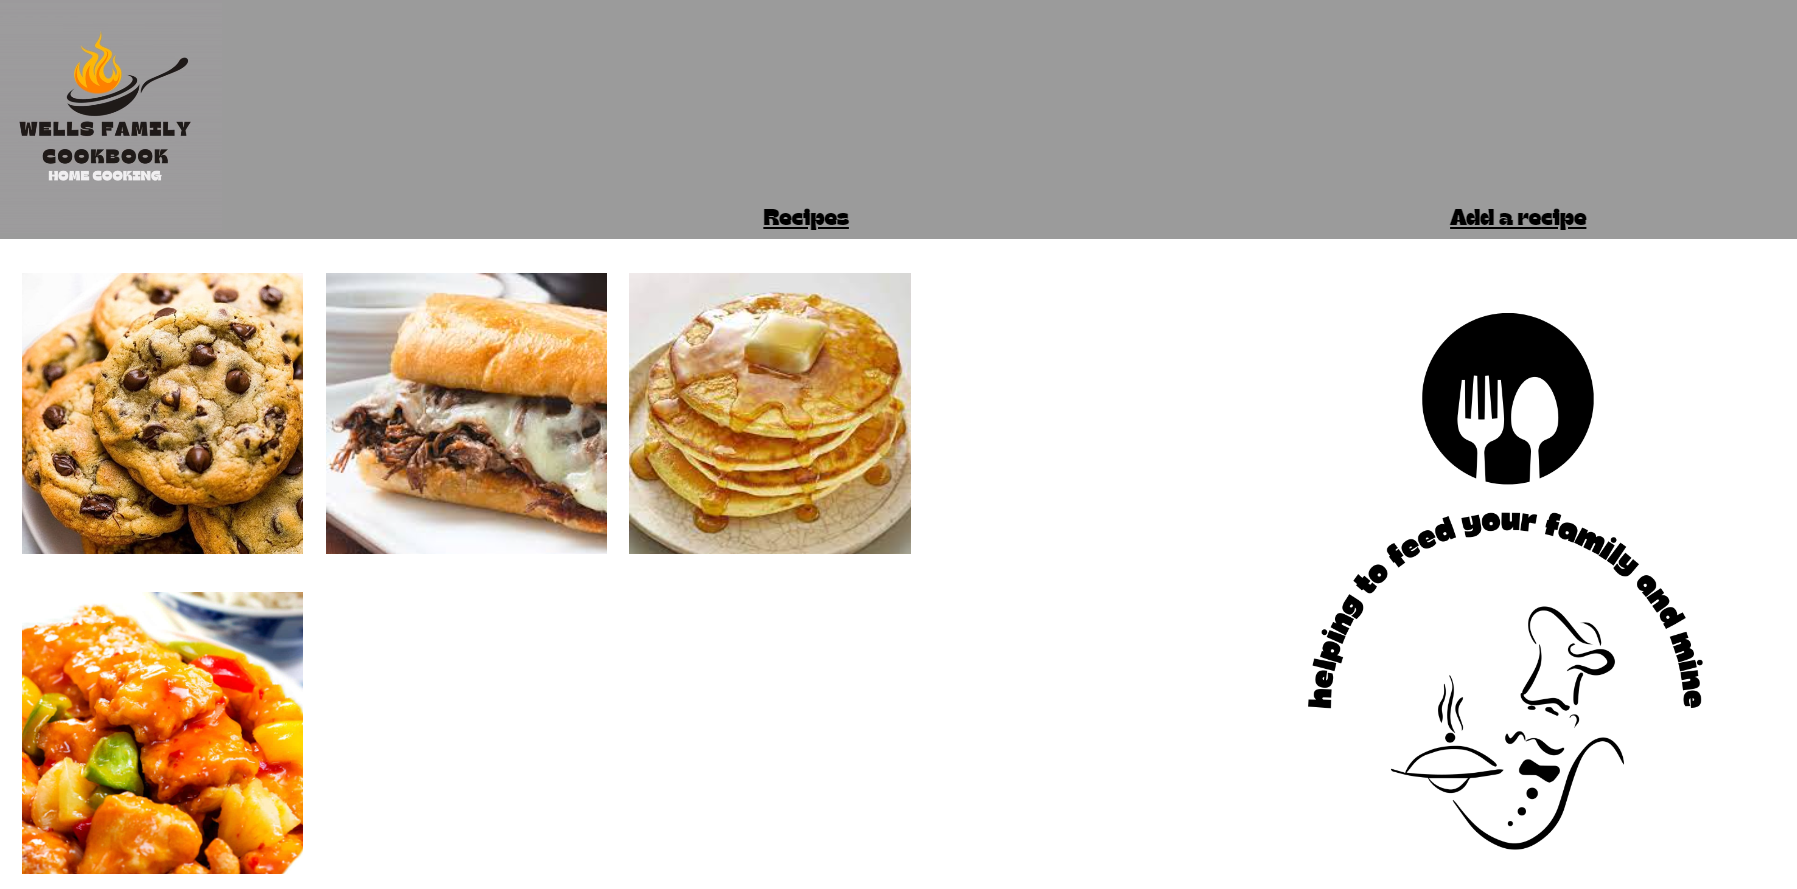 WELLS FAMILY
COOKBOOK
HOME COOKING
Recipes
Add a recipe
helping to feed your family and mine